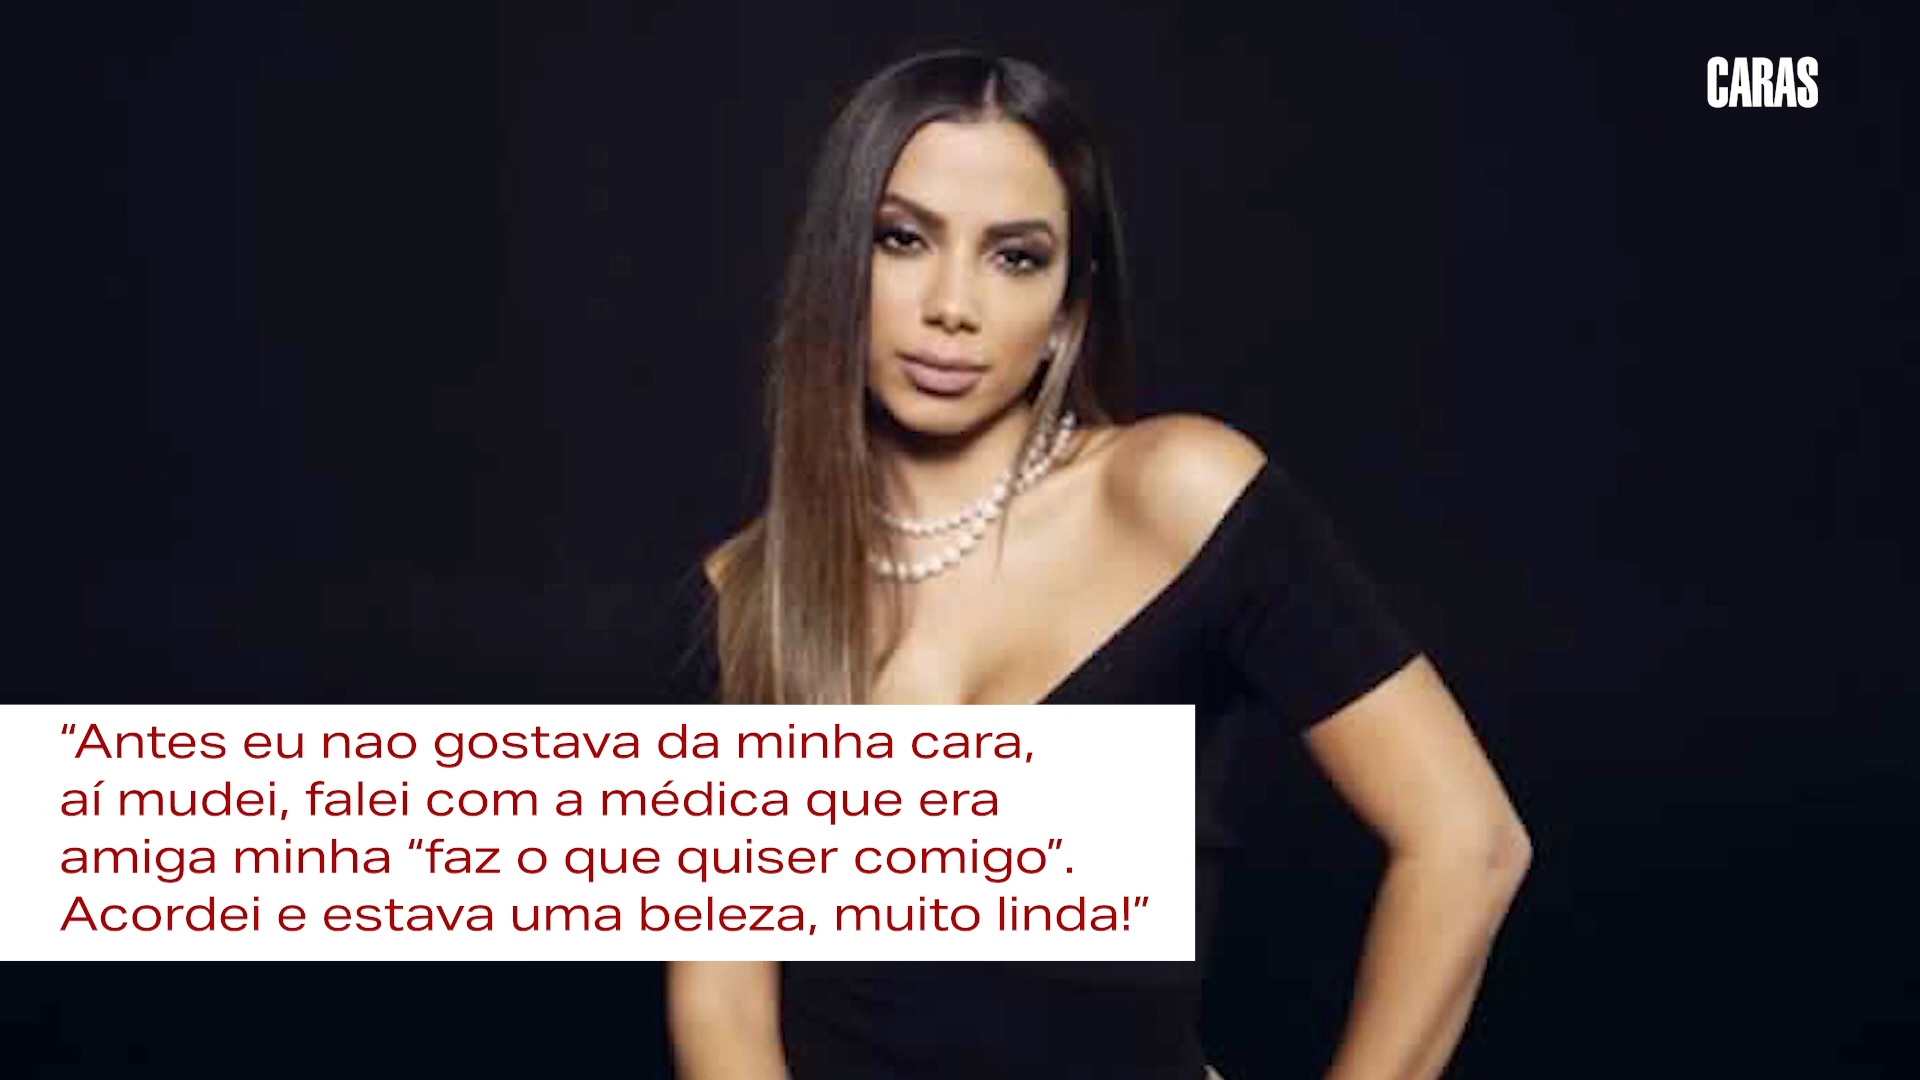 CARAS
“Antes eu nao gostava da minha cara,
aí mudei, falei com a médica que era
amiga minha “faz o que quiser comigo”.
Acordei e estava uma beleza, muito linda!”